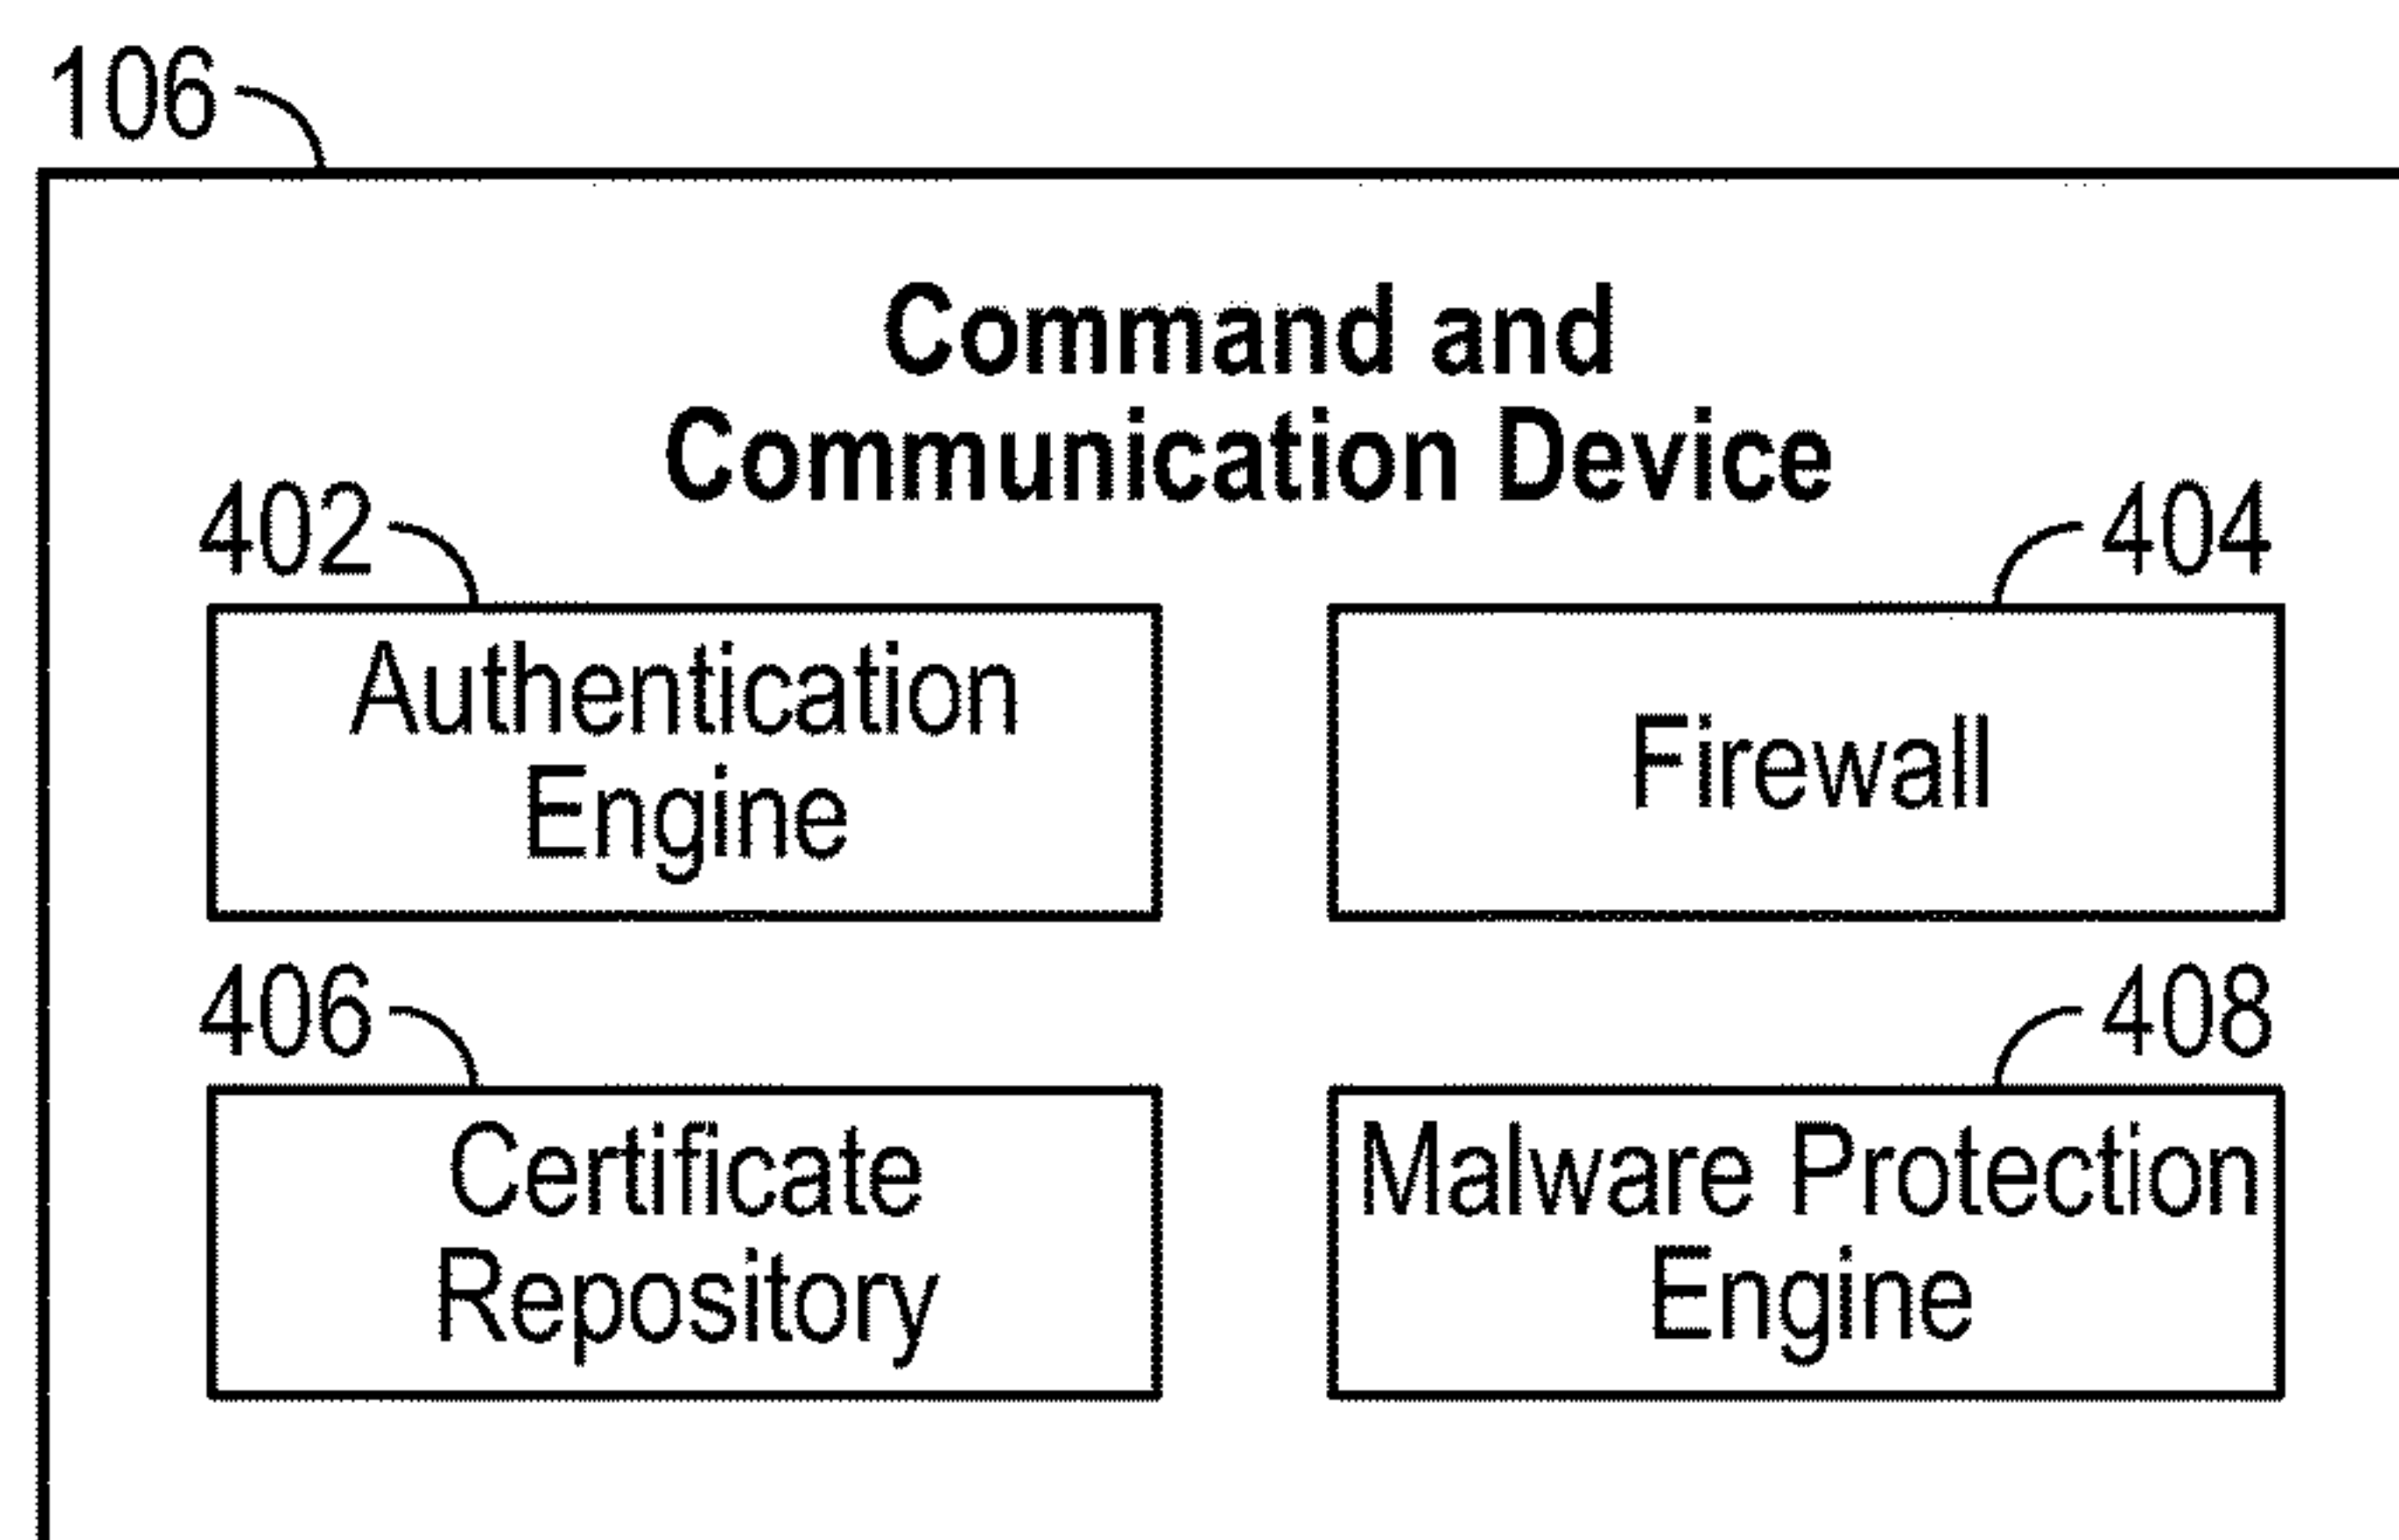 106
Command and
Communication Device
402
404
Authentication
Engine
Firewall
406
408
Certificate
Repository
Malware Protection
Engine